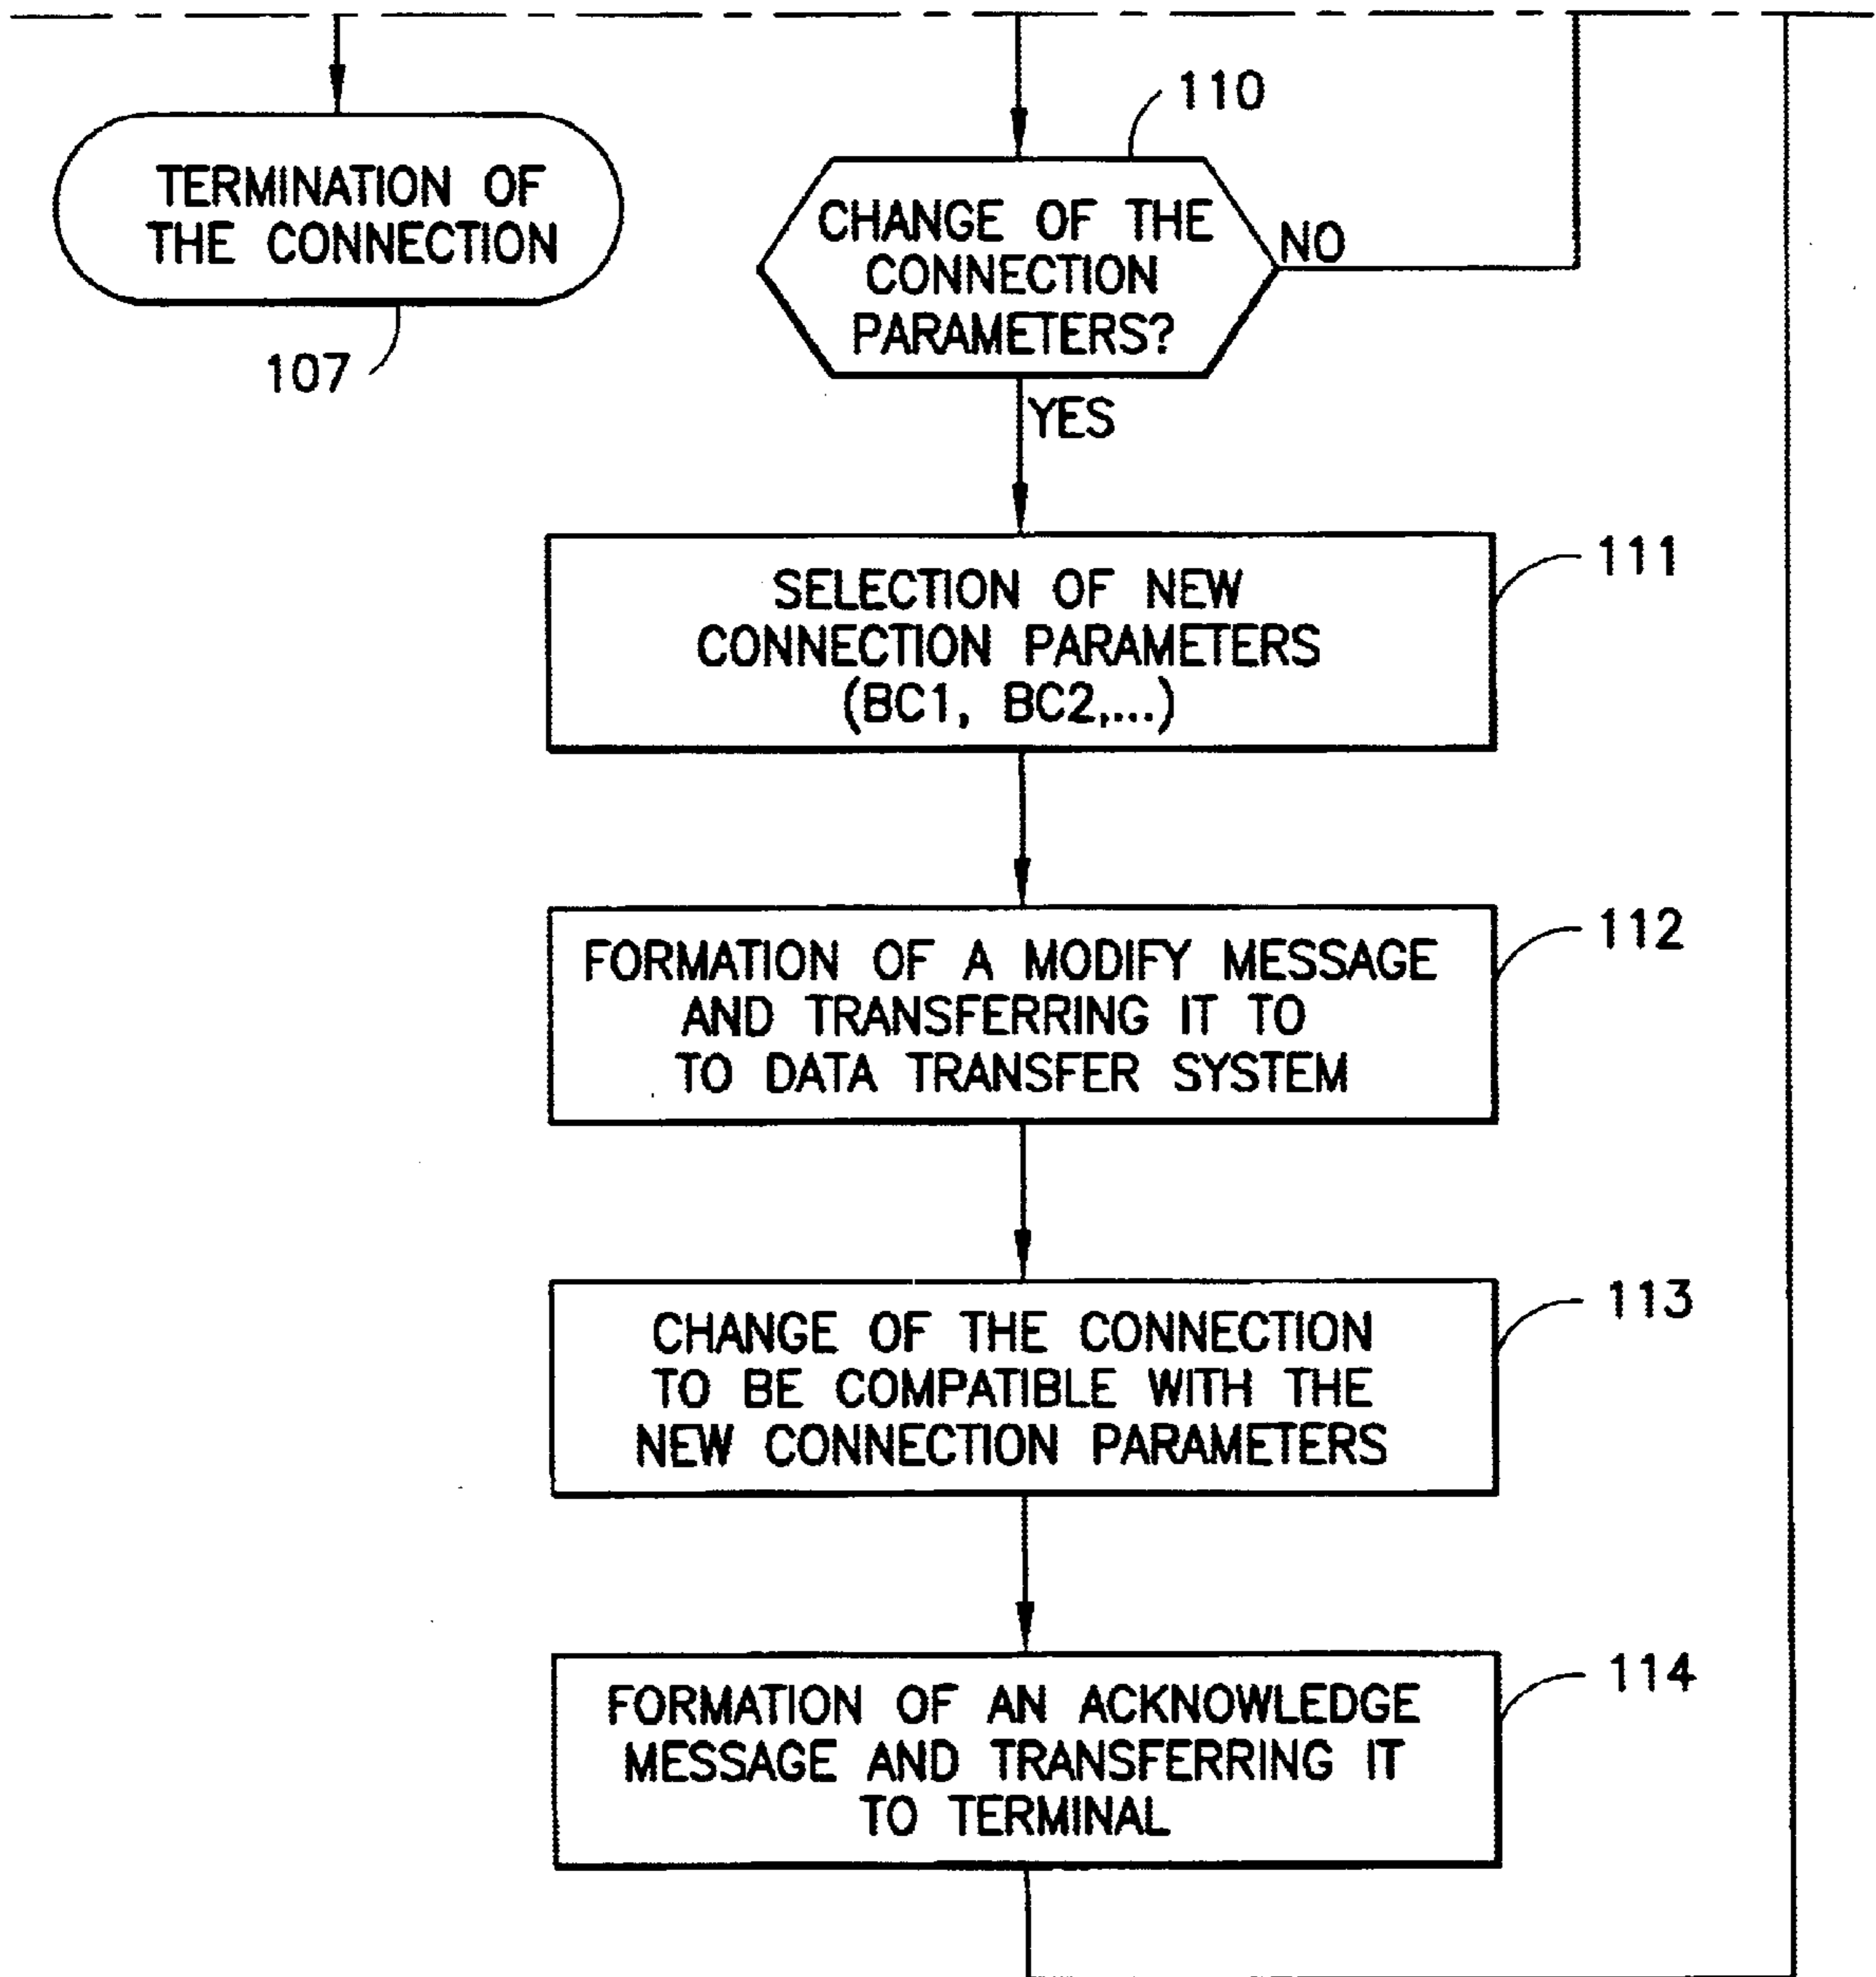 110
TERMINATION OF
THE CONNECTION
107
CHANGE OF THE
CONNECTION
PARAMETERS?
NO
YES
SELECTION OF NEW
CONNECTION PARAMETERS
(BC1, BC2,...)
111
FORMATION OF A MODIFY MESSAGE
AND TRANSFERRING IT TO
TO DATA TRANSFER SYSTEM
112
CHANGE OF THE CONNECTION
TO BE COMPATIBLE WITH THE
NEW CONNECTION PARAMETERS
113
FORMATION OF AN ACKNOWLEDGE
MESSAGE AND TRANSFERRING IT
TO TERMINAL
114